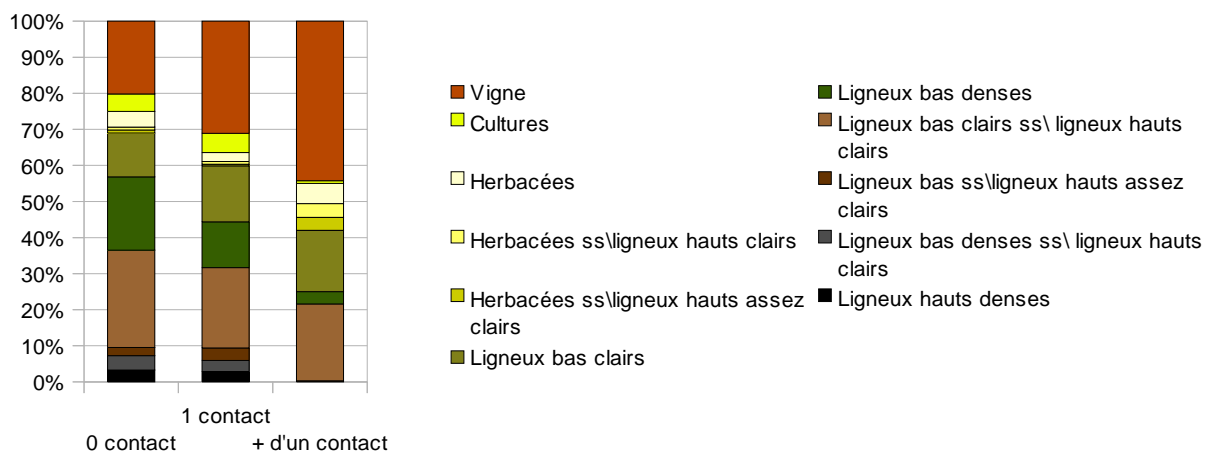 100%
90%
80%
70%
60%
50%
40%
30%
20%
10%
0%
0 contact
1 contact
+ d'un contact
Vigne
Cultures
Herbacées
Herbacées ss\ligneux hauts clairs
Herbacées ss\ligneux hauts assez
clairs
Ligneux bas clairs
Ligneux bas denses
Ligneux bas clairs ss\ ligneux hauts
clairs
Ligneux bas ss\ligneux hauts assez
clairs
Ligneux bas denses ss\ ligneux hauts
clairs
Ligneux hauts denses